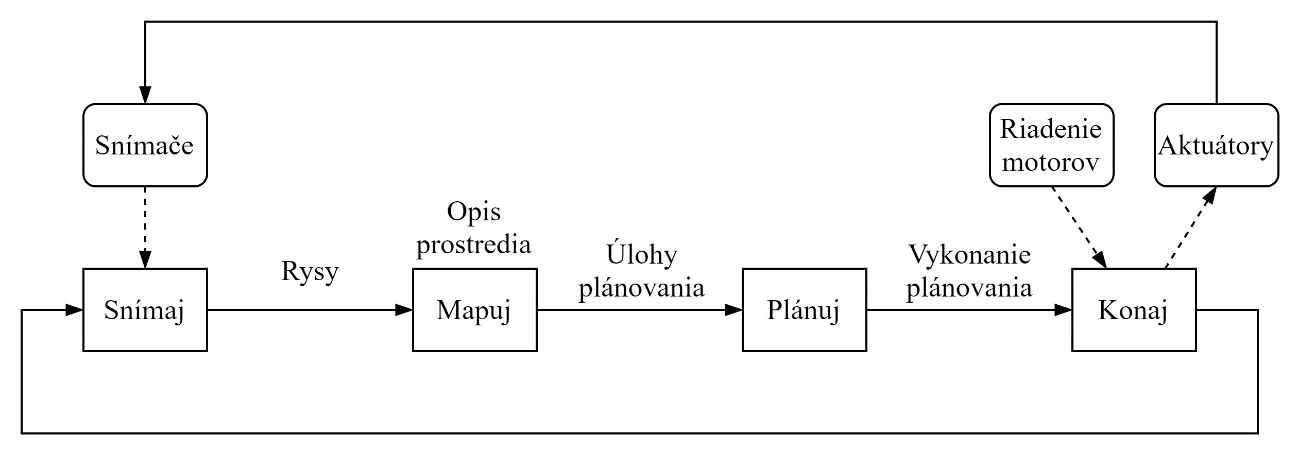 Snímače
Riadenie
motorov
Aktuátory
Opis
prostredia
Rysy
Úlohy
plánovania
Vykonanie
plánovania
Snímaj
Mapuj
Plánuj
Konaj